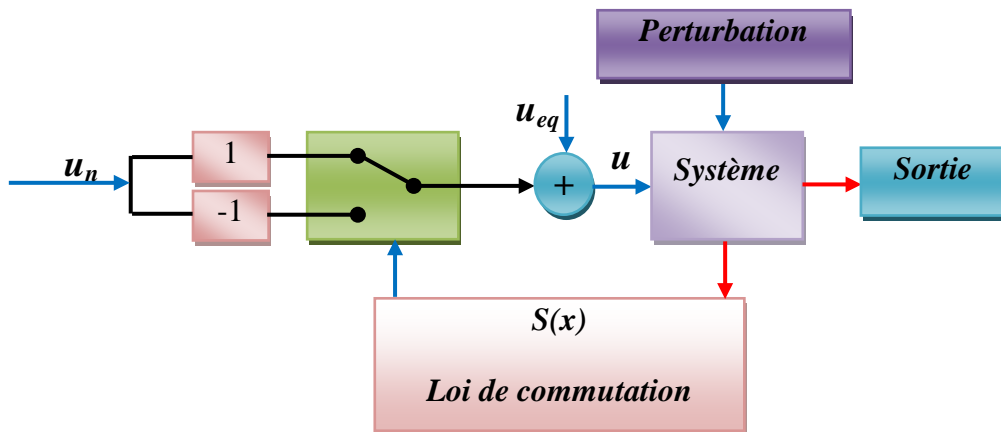 Perturbation
u_eq
u_n
1
u
Système
Sortie
+
-1
S(x)
Loi de commutation